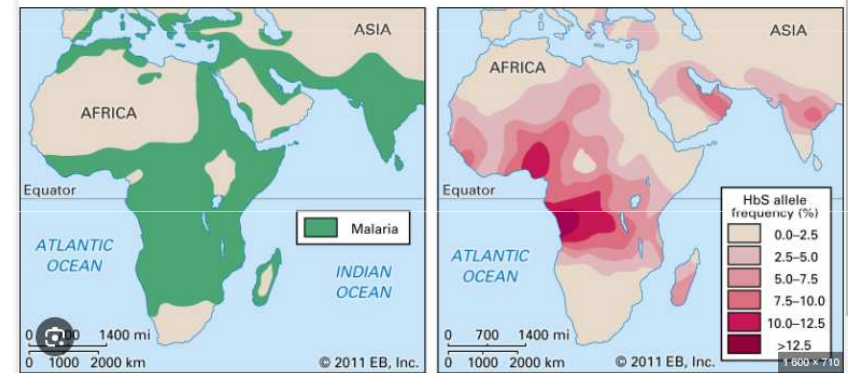 ASIA
AFRICA
Equator
Malaria
ATLANTIC
OCEAN
INDIAN
OCEAN
0
1400 mi
0 1000 2000 km
© 2011 EB, Inc.
ASIA
AFRICA
Equator
HbS allele
frequency (%)
0.0–2.5
2.5–5.0
5.0–7.5
7.5–10.0
10.0–12.5
>12.5
ATLANTIC
OCEAN
0 700 1400 mi
0 1000 2000 km
© 2011 EB, Inc.
1 600 × 710